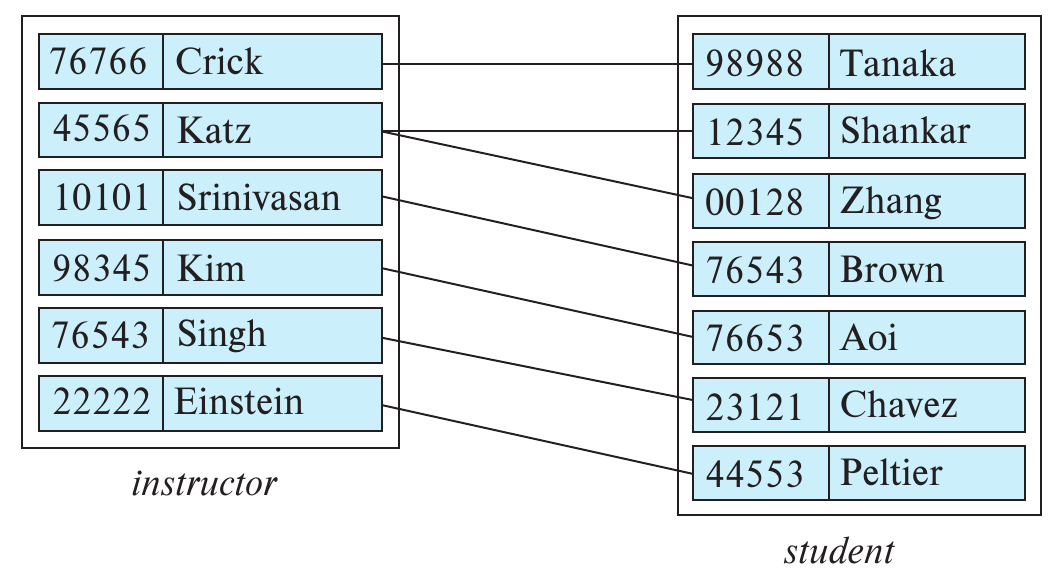 76766 Crick
45565 Katz
10101 Srinivasan
98345 Kim
76543 Singh
22222 Einstein
instructor
98988 Tanaka
12345 Shankar
00128 Zhang
76543 Brown
76653 Aoi
23121 Chavez
44553 Peltier
student